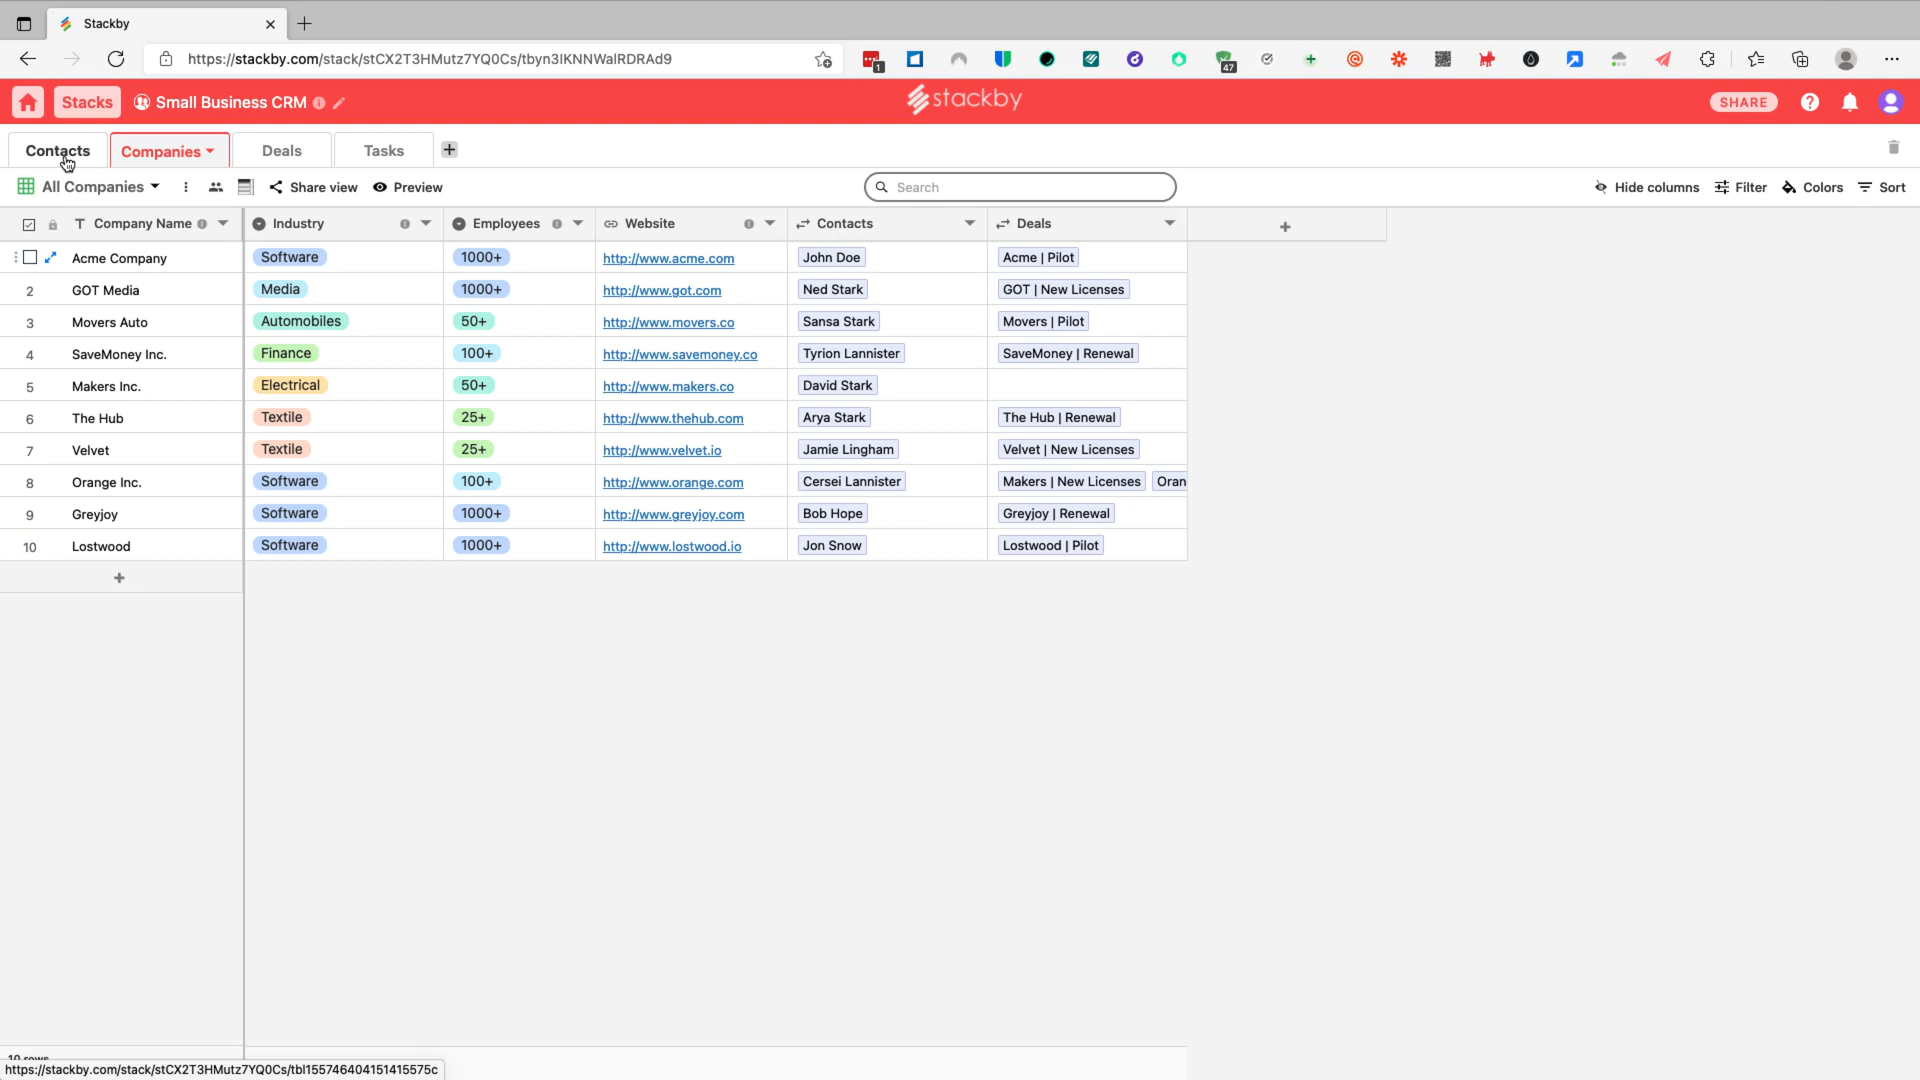 Stackby
https://stackby.com/stack/stCX2T3HMutz7YQ0Cs/tbyn3IKNNWalRDRAd9
1
47
Stacks
Small Business CRM
stackby
SHARE
Contacts
Companies
Deals
Tasks
All Companies
Share view
Preview
Search
Hide columns
Filter
Colors
Sort
Company Name Industry Employees Website Contacts Deals
Acme Company Software 1000+ http://www.acme.com John Doe Acme | Pilot
2 GOT Media Media 1000+ http://www.got.com Ned Stark GOT | New Licenses
3 Movers Auto Automobiles 50+ http://www.movers.co Sansa Stark Movers | Pilot
4 SaveMoney Inc. Finance 100+ http://www.savemoney.co Tyrion Lannister SaveMoney | Renewal
5 Makers Inc. Electrical 50+ http://www.makers.co David Stark
6 The Hub Textile 25+ http://www.thehub.com Arya Stark The Hub | Renewal
7 Velvet Textile 25+ http://www.velvet.io Jamie Lingham Velvet | New Licenses
8 Orange Inc. Software 100+ http://www.orange.com Cersei Lannister Makers | New Licenses Oran
9 Greyjoy Software 1000+ http://www.greyjoy.com Bob Hope Greyjoy | Renewal
10 Lostwood Software 1000+ http://www.lostwood.io Jon Snow Lostwood | Pilot
10 rows
https://stackby.com/stack/stCX2T3HMutz7YQ0Cs/tbl155746404151415575c